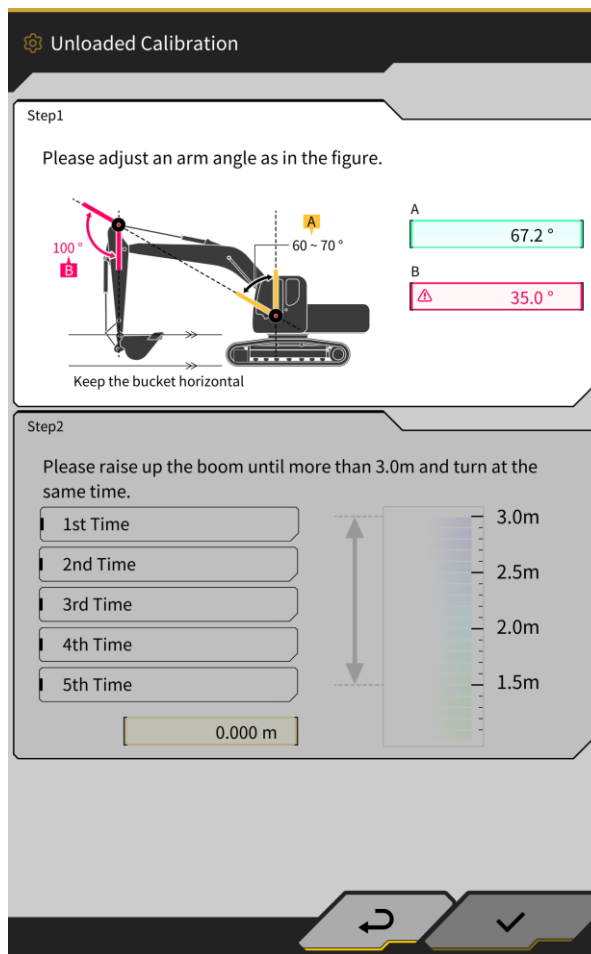 Unloaded Calibration
Step1
Please adjust an arm angle as in the figure.
A
60 ~ 70 °
100 °
B
Keep the bucket horizontal
A
67.2 °
B
35.0 °
Step2
Please raise up the boom until more than 3.0m and turn at the
same time.
1st Time
2nd Time
3rd Time
4th Time
5th Time
0.000 m
3.0m
2.5m
2.0m
1.5m